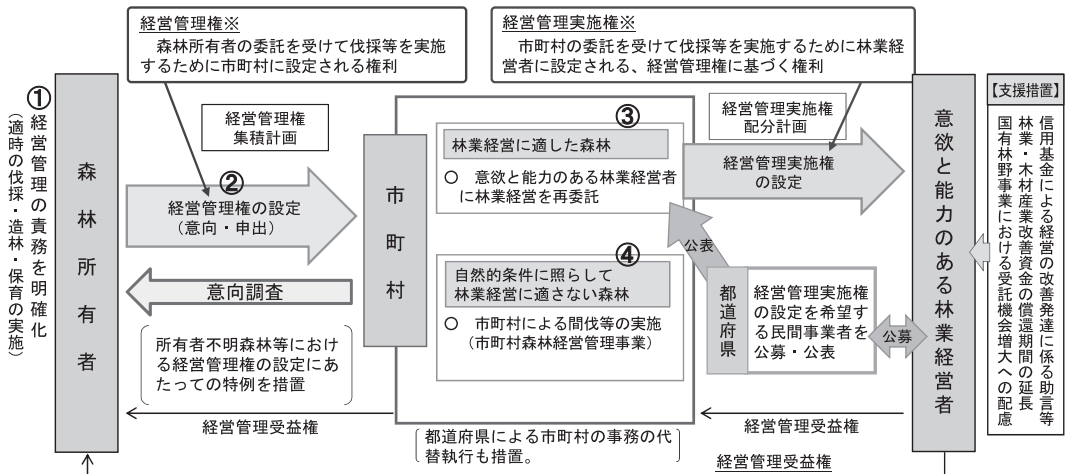 経営管理権※
森林所有者の委託を受けて伐採等を実施
するために市町村に設定される権利
経営管理実施権※
市町村の委託を受けて伐採等を実施するために林業経
営者に設定される、経営管理権に基づく権利
①経営管理の責務を明確化
（適時の伐採・造林・保育の実施）
森林所有者
経営管理権
集積計画
②
経営管理権の設定
（意向・申出）
意向調査
所有者不明森林等におけ
る経営管理権の設定にあ
たっての特例を措置
経営管理受益権
市町村
③
林業経営に適した森林
○ 意欲と能力のある林業経営者
に林業経営を再委託
④
自然的条件に照らして
林業経営に適さない森林
○ 市町村による間伐等の実施
（市町村森林経営管理事業）
都道府県による市町村の事務の代
替執行も措置。
経営管理実施権
配分計画
経営管理実施権
の設定
公表
都道府県
経営管理実施権
の設定を希望す
る民間事業者を
公募・公表
公募
経営管理受益権
経営管理受益権
意欲と能力のある林業経営者
【支援措置】
信用基金による経営の改善発達に係る助言等
林業・木材産業改善資金の償還期間の延長
国有林野事業における受託機会増大への配慮